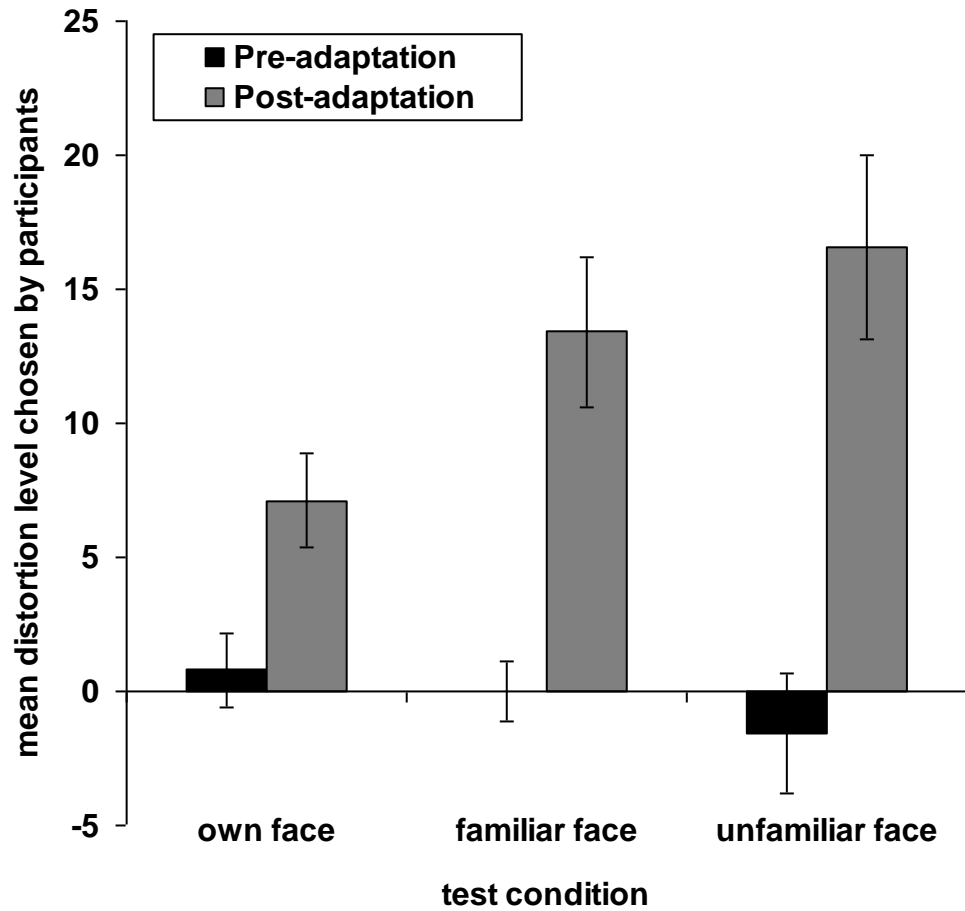 mean distortion level chosen by participants
25
20
15
10
5
0
-5
Pre-adaptation
Post-adaptation
own face
familiar face
unfamiliar face
test condition